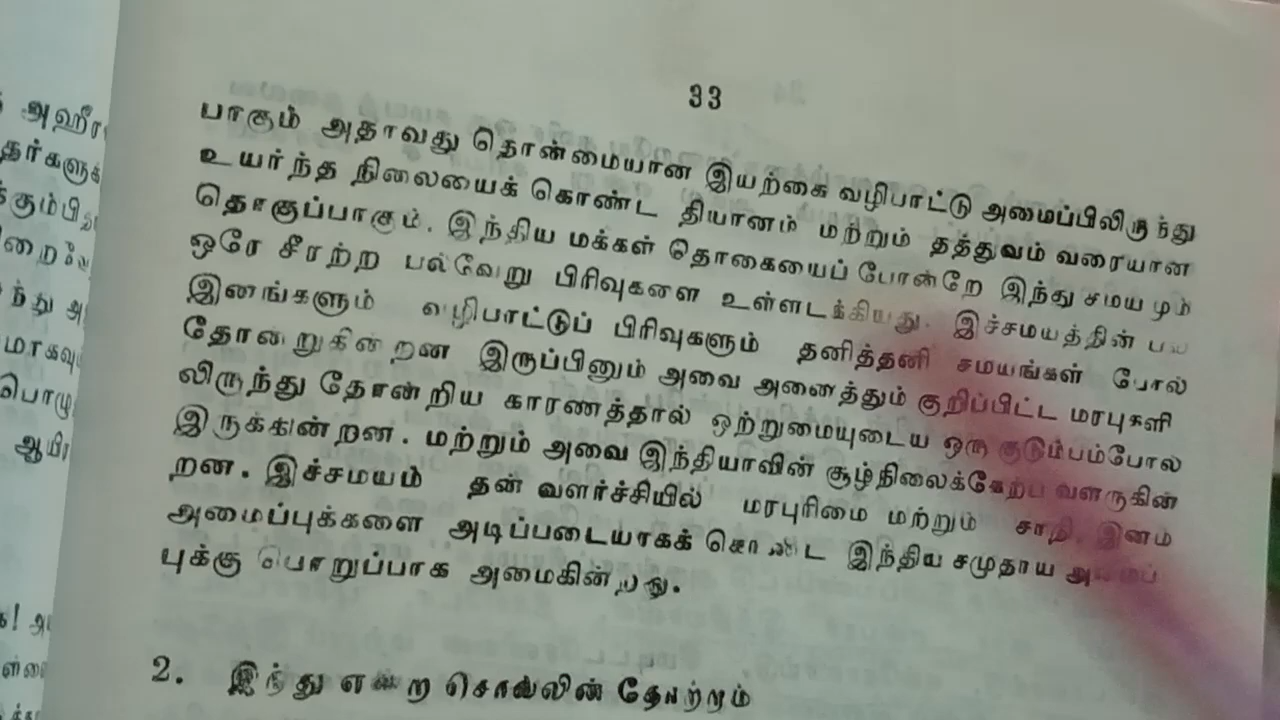 33
பாகும் அதாவது தொன்மையான இயற்கை வழிபாட்டு அமைப்பிலிருந்து
உயர்ந்த நிலையைக் கொண்ட தியானம் மற்றும் தத்துவம் வரையான
தொகுப்பாகும். இந்திய மக்கள் தொகையைப் போன்றே இந்து சமயமும்
ஒரே சீரற்ற பல்வேறு பிரிவுகளை உள்ளடக்கியது. இச்சமயத்தின் பல
இனங்களும் வழிபாட்டுப் பிரிவுகளும் தனித்தனி சமயங்கள் போல்
தோன்றுகின்றன இருப்பினும் அவை அனைத்தும் குறிப்பிட்ட மரபுகளி
லிருந்து தோன்றிய காரணத்தால் ஒற்றுமையுடைய ஒரு குடும்பம்போல
இருக்கின்றன. மற்றும் அவை இந்தியாவின் சூழ்நிலைக்கேற்ப வளருகின்
றன. இச்சமயம் தன் வளர்ச்சியில் மரபுரிமை மற்றும் சாதி, இனம்
அமைப்புக்களை அடிப்படையாகக் கொண்ட இந்திய சமுதாய அமைப்
புக்கு பொறுப்பாக அமைகின்றது.
2. இந்து என்ற சொல்லின் தோற்றம்